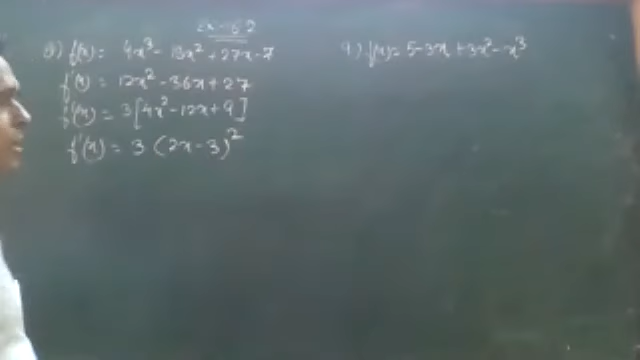 Ex-6.2
8) f(x) = 4x³ - 18x² + 27x - 7
f'(x) = 12x² - 36x + 27
f'(x) = 3[4x² - 12x + 9]
f'(x) = 3 (2x - 3)²
9) f(x) = 5 - 3x + 3x² - x³